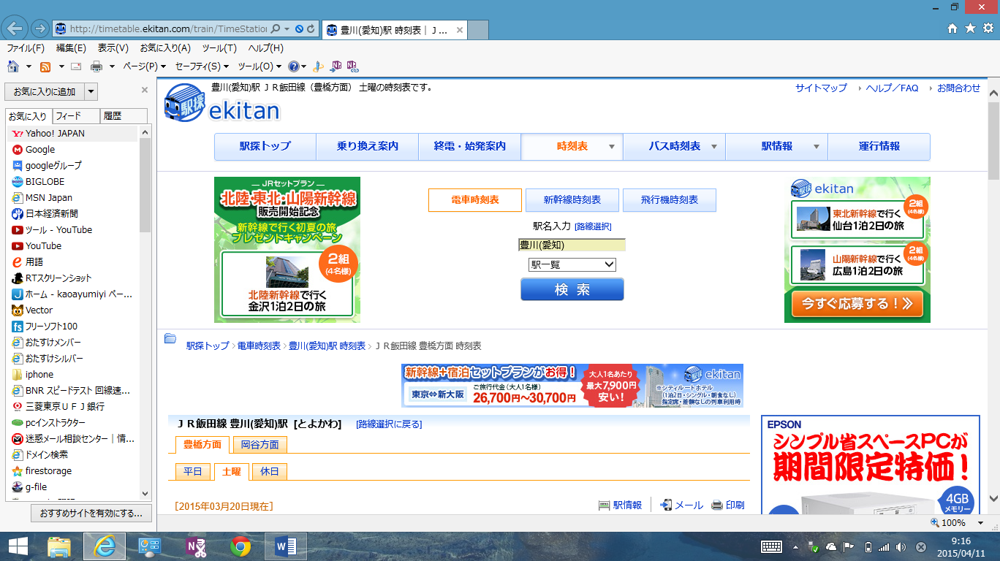 http://timetable.ekitan.com/train/TimeStation
豊川(愛知)駅 時刻表｜Ｊ...
ファイル(F) 編集(E) 表示(V) お気に入り(A) ツール(T) ヘルプ(H)
ページ(P) セーフティ(S) ツール(O)
お気に入りに追加
お気に入り フィード 履歴
Yahoo! JAPAN
Google
googleグループ
BIGLOBE
MSN Japan
日本経済新聞
ツール - YouTube
YouTube
用語
RTスクリーンショット
ホーム - kaoayumiyi ペー...
Vector
フリーソフト100
おたすけメンバー
おたすけシルバー
iphone
BNR スピードテスト 回線速...
三菱東京ＵＦＪ銀行
pcインストラクター
迷惑メール相談センター｜情...
ドメイン検索
firestorage
g-file
おすすめサイトを有効にする...
豊川(愛知)駅 ＪＲ飯田線（豊橋方面） 土曜の時刻表です。
サイトマップ ヘルプ／FAQ お問合わせ
駅探 ekitan
駅探トップ 乗り換え案内 終電・始発案内 時刻表 バス時刻表 駅情報 運行情報
JRセットプラン
北陸・東北・山陽新幹線
販売開始記念
新幹線で行く初夏の旅
プレゼントキャンペーン
2組
(4名様)
北陸新幹線で行く
金沢1泊2日の旅
電車時刻表 新幹線時刻表 飛行機時刻表
駅名入力 [路線選択]
豊川(愛知)
駅一覧
検 索
ekitan
東北新幹線で行く
仙台1泊2日の旅
2組
(4名様)
山陽新幹線で行く
広島1泊2日の旅
2組
(4名様)
今すぐ応募する！
駅探トップ > 電車時刻表 > 豊川(愛知)駅 時刻表 > ＪＲ飯田線 豊橋方面 時刻表
新幹線+宿泊セットプランがお得！
東京⇔新大阪
ご旅行代金(大人1名様)
26,700円〜30,700円
大人1名あたり
最大7,900円
安い！
ekitan
※シティルートホテル
(1泊2日・シングル・朝食なし)
指定席・差額なしの列車利用時
ＪＲ飯田線 豊川(愛知)駅 [とよかわ] [路線選択に戻る]
豊橋方面 岡谷方面
平日 土曜 休日
[2015年03月20日現在]
駅情報 メール 印刷
EPSON
シンプル省スペースPCが
期間限定特価！
4GB
メモリー
100%
9:16
2015/04/11